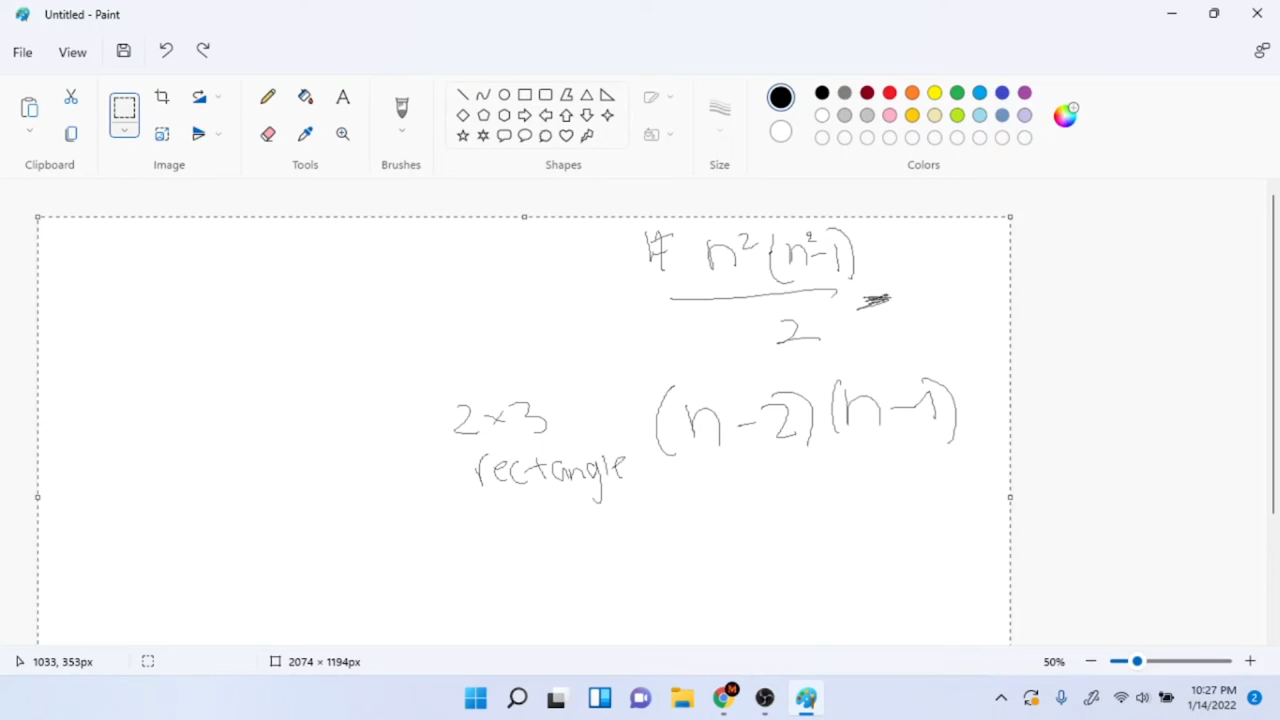 Untitled - Paint
File View
Clipboard Image Tools Brushes Shapes Size Colors
# n²(n²-1)
2
2×3 (n-2)(n-1)
rectangle
1033, 353px 2074 × 1194px 50%
10:27 PM
1/14/2022 2